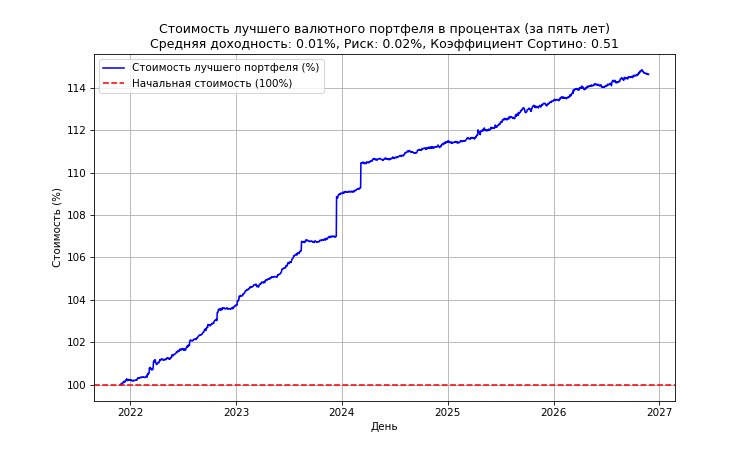 Стоимость лучшего валютного портфеля в процентах (за пять лет)
Средняя доходность: 0.01%, Риск: 0.02%, Коэффициент Сортино: 0.51
Стоимость лучшего портфеля (%)
Начальная стоимость (100%)
Стоимость (%)
114
112
110
108
106
104
102
100
2022 2023 2024 2025 2026 2027
День